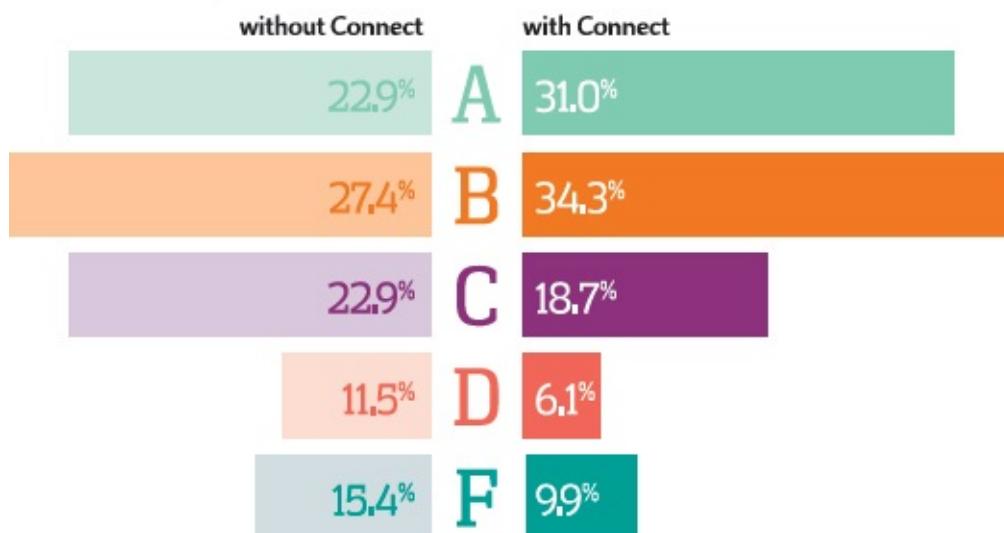 without Connect with Connect
22.9% A 31.0%
27.4% B 34.3%
22.9% C 18.7%
11.5% D 6.1%
15.4% F 9.9%